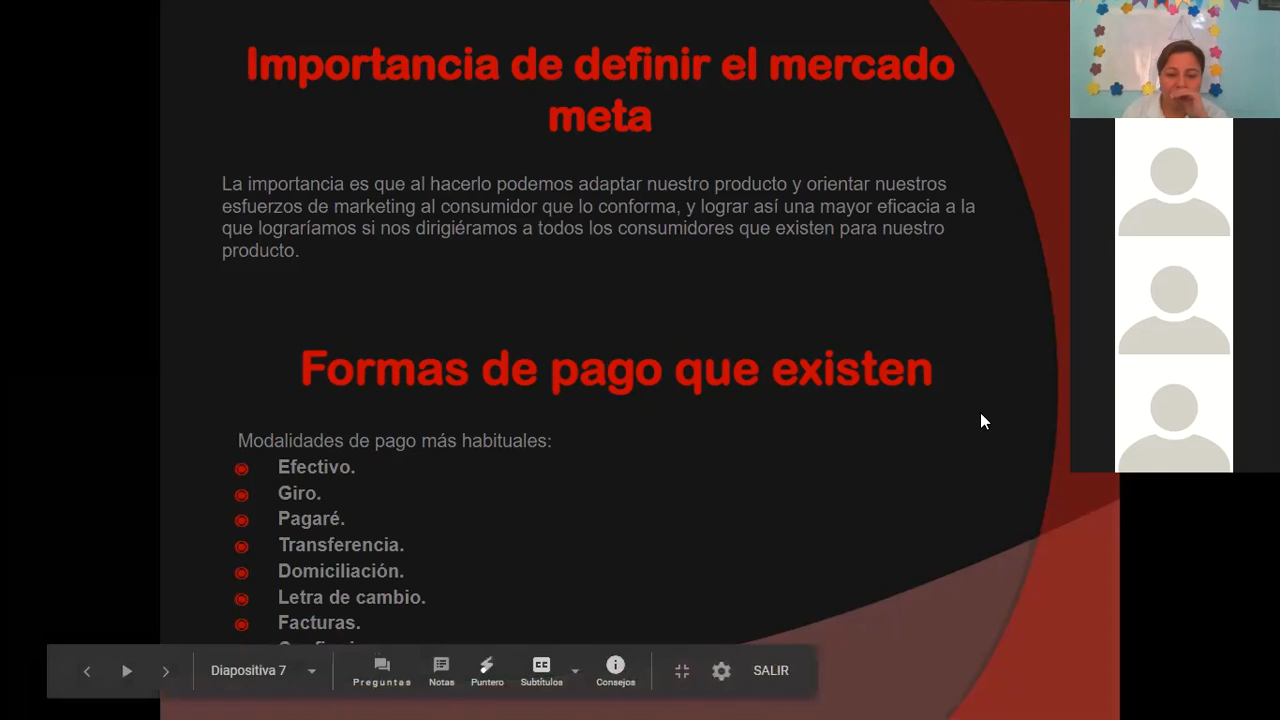 Importancia de definir el mercado
meta
La importancia es que al hacerlo podemos adaptar nuestro producto y orientar nuestros
esfuerzos de marketing al consumidor que lo conforma, y lograr así una mayor eficacia a la
que lograríamos si nos dirigiéramos a todos los consumidores que existen para nuestro
producto.
Formas de pago que existen
Modalidades de pago más habituales:
Efectivo.
Giro.
Pagaré.
Transferencia.
Domiciliación.
Letra de cambio.
Facturas.
Diapositiva 7
Preguntas
Notas
Puntero
Subtítulos
Consejos
SALIR